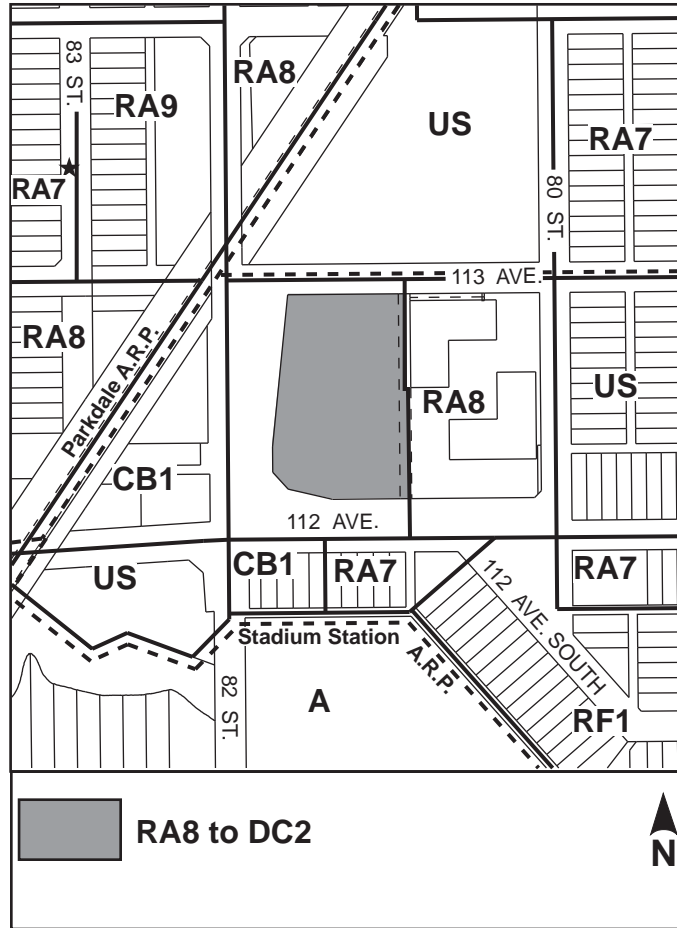 83 ST.
RA8
RA9
US
RA7
★
RA7
80 ST.
113 AVE.
RA8
Parkdale A.R.P.
US
RA8
CB1
112 AVE.
US
CB1
RA7
RA7
112 AVE. SOUTH
Stadium Station
A.R.P.
82 ST.
A
RF1
RA8 to DC2
N